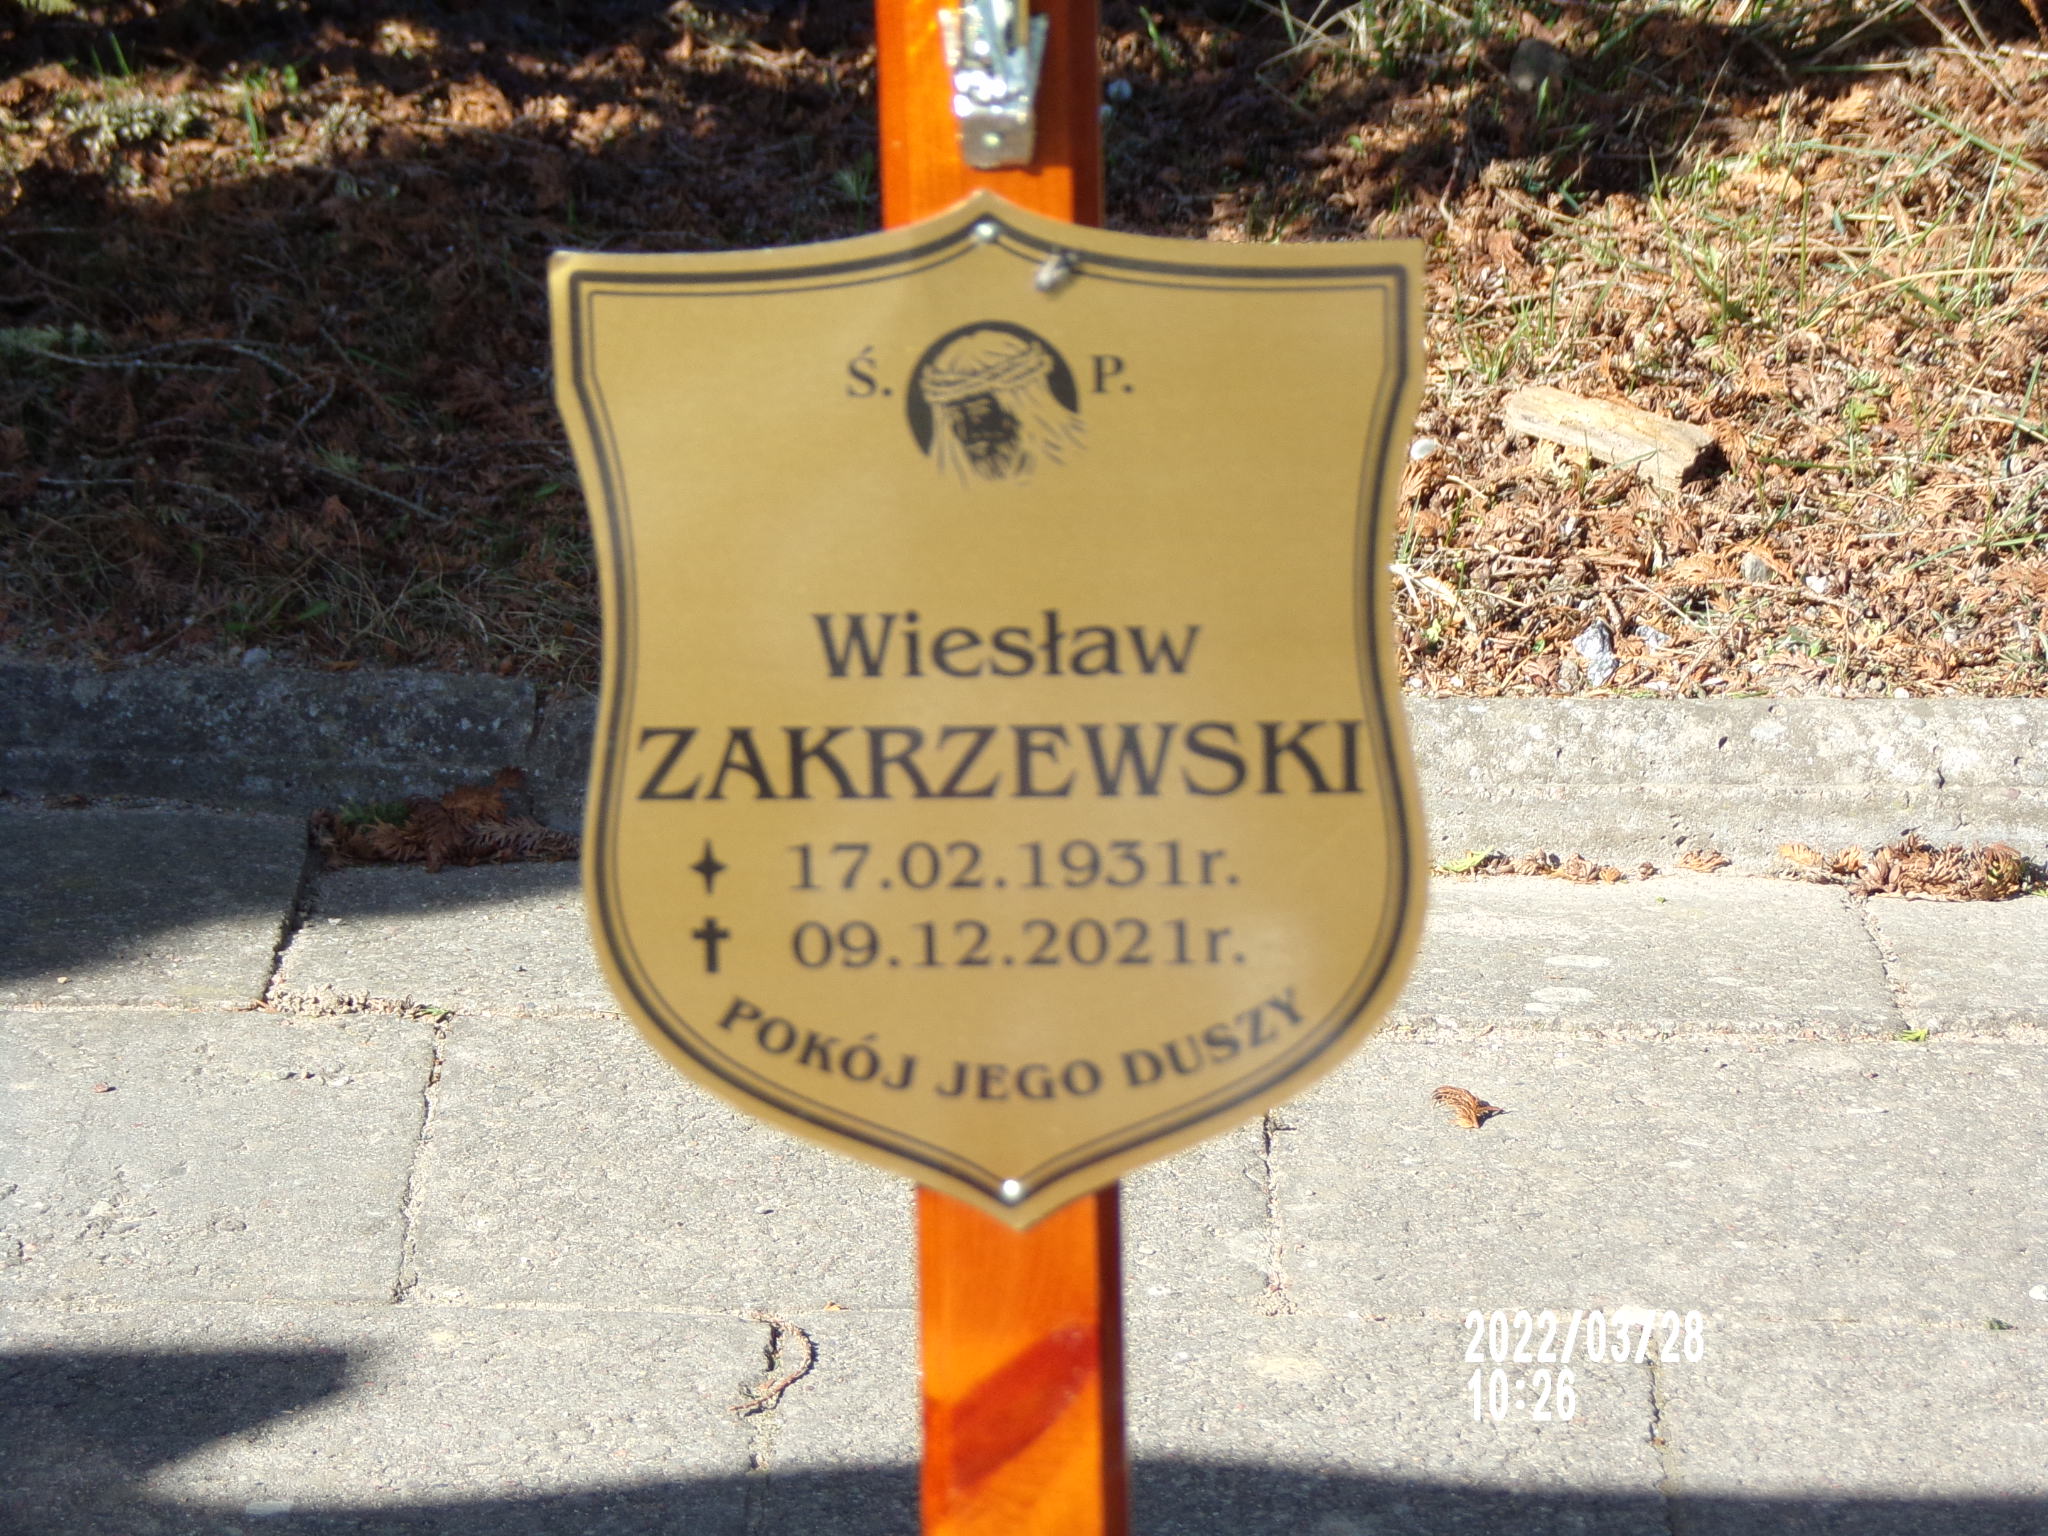 Ś. P.
Wiesław
ZAKRZEWSKI
17.02.1931r.
09.12.2021r.
POKÓJ JEGO DUSZY
2022/03/28
10:26